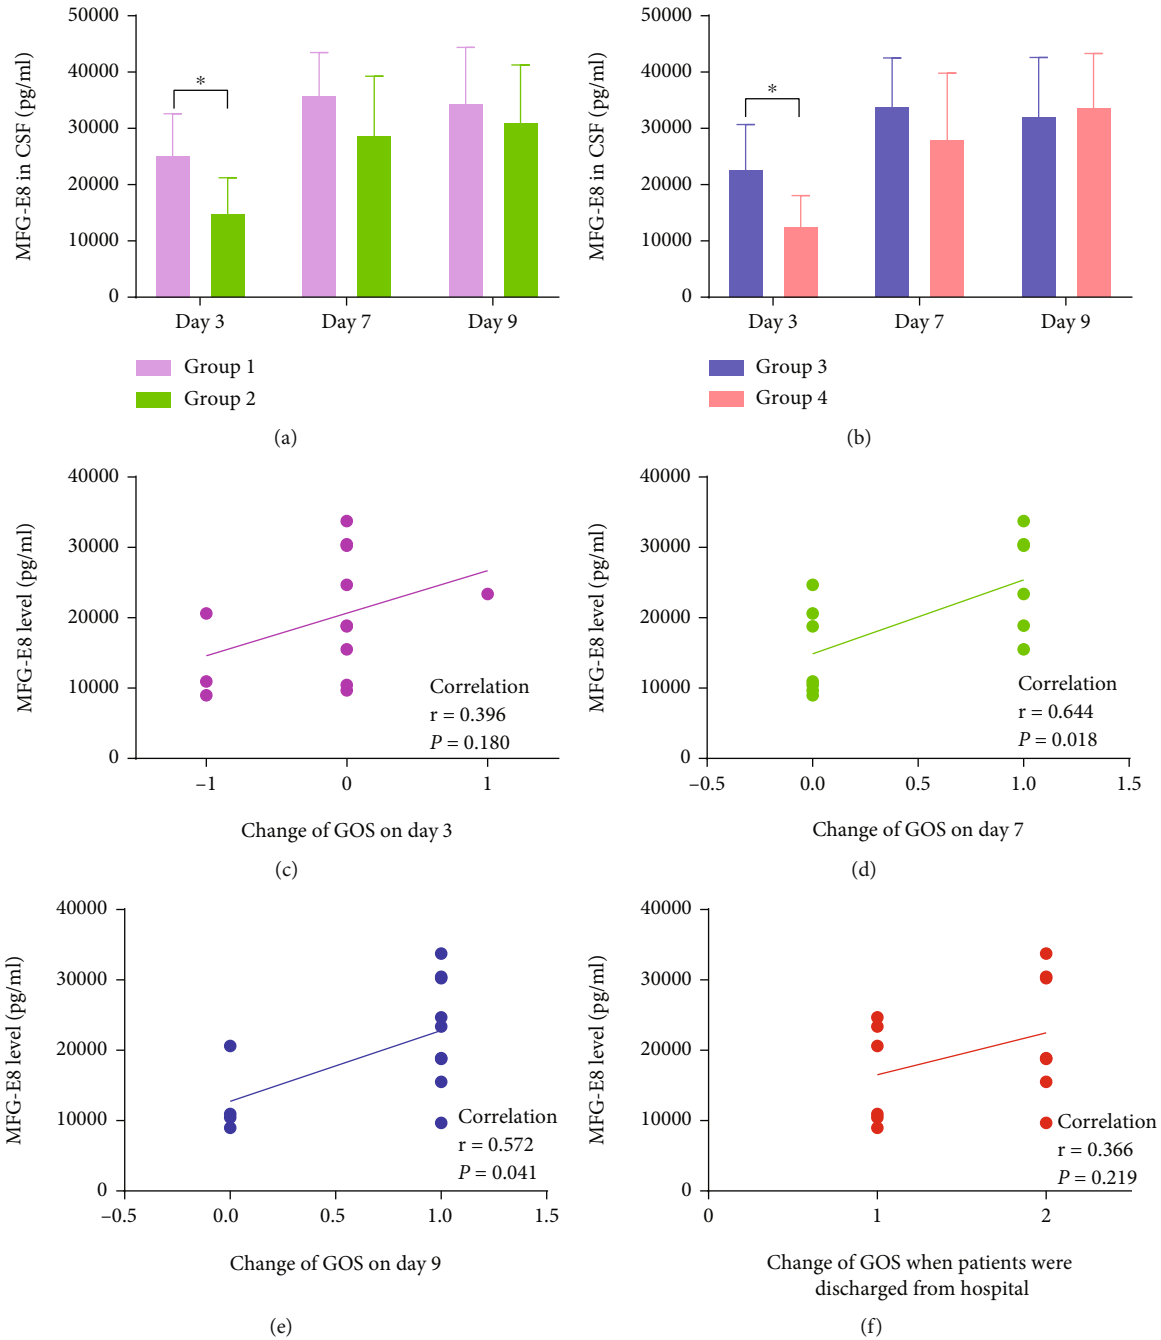 MFG-E8 in CSF (pg/ml)
50000
40000
30000
20000
10000
0
*
Day 3
Day 7
Day 9
Group 1
Group 2
(a)
MFG-E8 in CSF (pg/ml)
50000
40000
30000
20000
10000
0
*
Day 3
Day 7
Day 9
Group 3
Group 4
(b)
MFG-E8 level (pg/ml)
40000
30000
20000
10000
0
Correlation
r = 0.396
P = 0.180
–1
0
1
Change of GOS on day 3
(c)
MFG-E8 level (pg/ml)
40000
30000
20000
10000
0
Correlation
r = 0.644
P = 0.018
–0.5
0.0
0.5
1.0
1.5
Change of GOS on day 7
(d)
MFG-E8 level (pg/ml)
40000
30000
20000
10000
0
Correlation
r = 0.572
P = 0.041
–0.5
0.0
0.5
1.0
1.5
Change of GOS on day 9
(e)
MFG-E8 level (pg/ml)
40000
30000
20000
10000
0
Correlation
r = 0.366
P = 0.219
0
1
2
Change of GOS when patients were
discharged from hospital
(f)